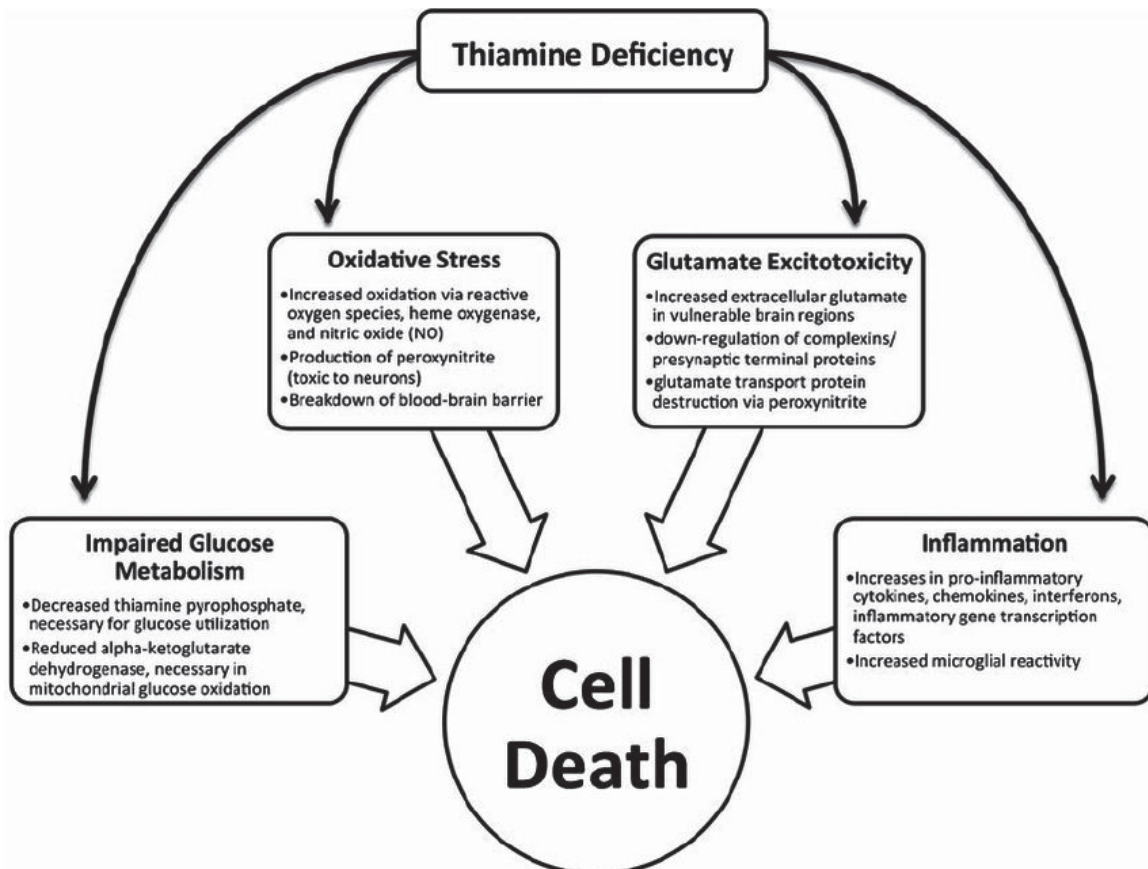 Thiamine Deficiency
Oxidative Stress
•Increased oxidation via reactive
oxygen species, heme oxygenase,
and nitric oxide (NO)
•Production of peroxynitrite
(toxic to neurons)
•Breakdown of blood-brain barrier
Glutamate Excitotoxicity
•Increased extracellular glutamate
in vulnerable brain regions
•down-regulation of complexins/
presynaptic terminal proteins
•glutamate transport protein
destruction via peroxynitrite
Impaired Glucose
Metabolism
•Decreased thiamine pyrophosphate,
necessary for glucose utilization
•Reduced alpha-ketoglutarate
dehydrogenase, necessary in
mitochondrial glucose oxidation
Inflammation
•Increases in pro-inflammatory
cytokines, chemokines, interferons,
inflammatory gene transcription
factors
•Increased microglial reactivity
Cell
Death